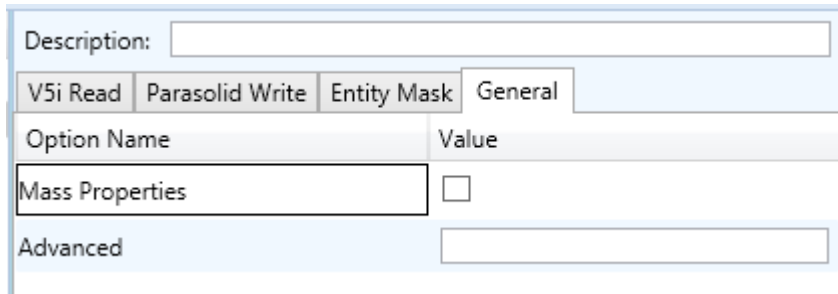 Description:
V5i Read Parasolid Write Entity Mask General
Option Name Value
Mass Properties
Advanced